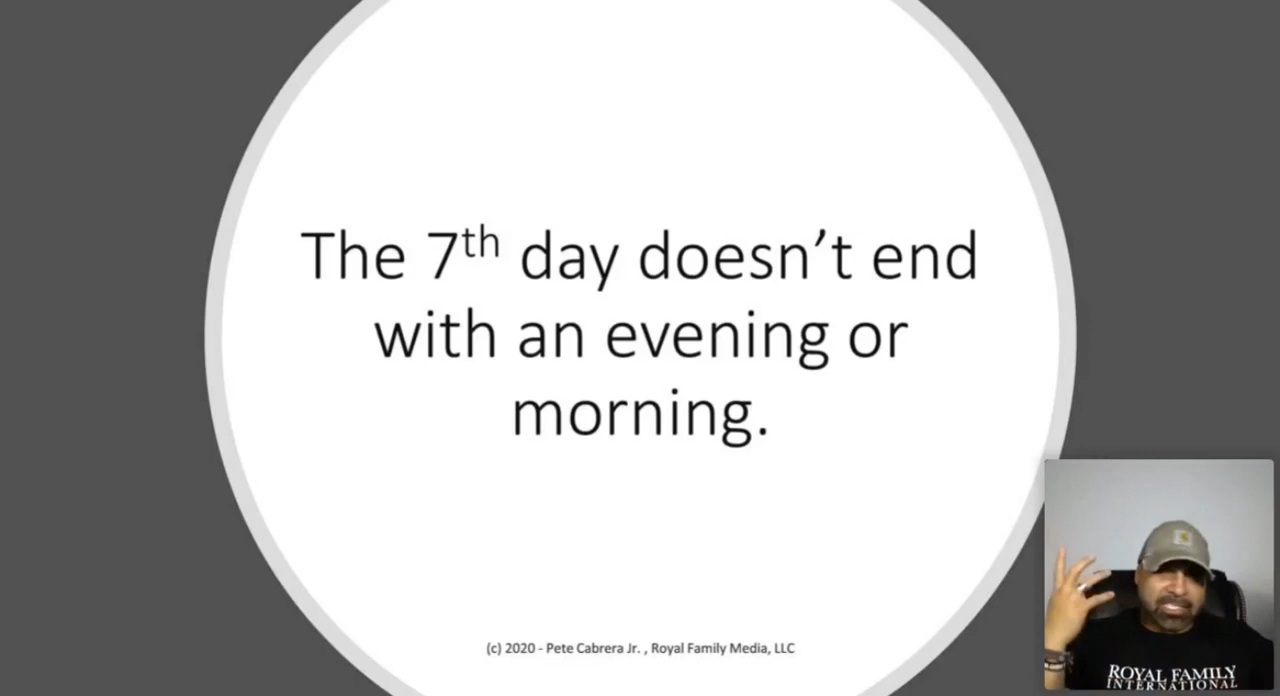 The 7th day doesn’t end
with an evening or
morning.
(c) 2020 - Pete Cabrera Jr. , Royal Family Media, LLC
ROYAL FAMILY
INTERNATIONAL